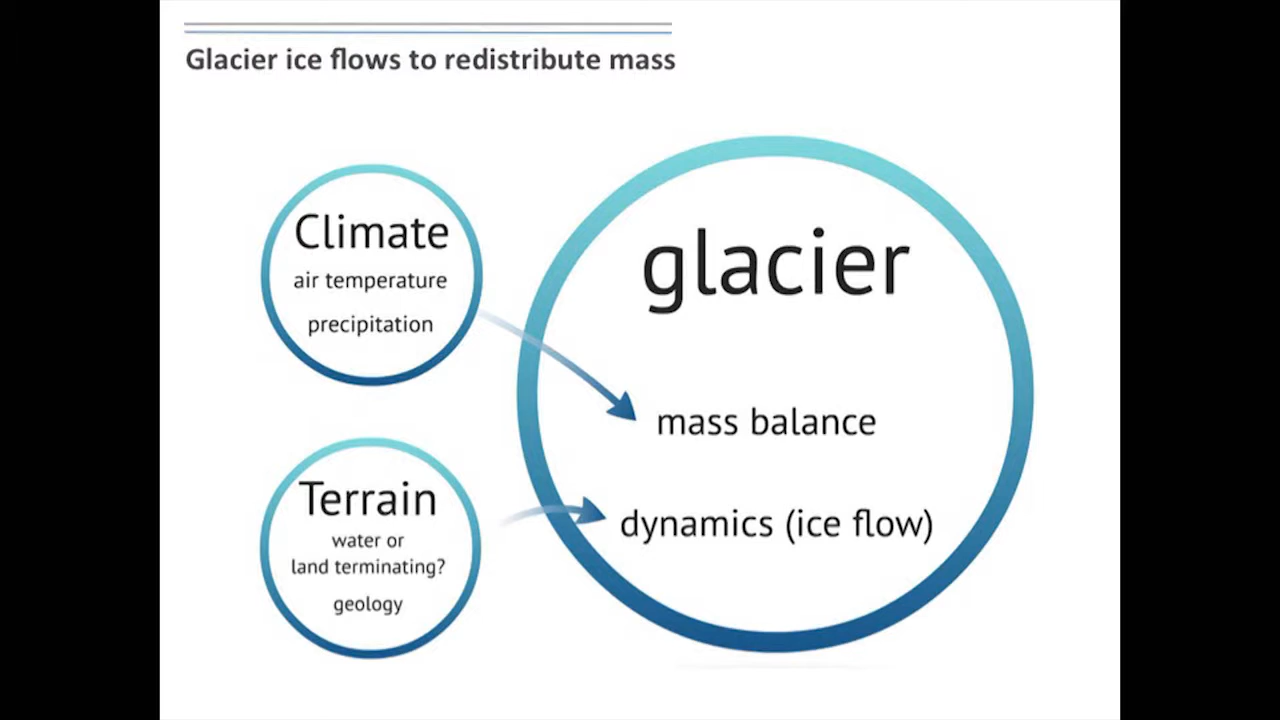 Glacier ice flows to redistribute mass
Climate
air temperature
precipitation
glacier
mass balance
dynamics (ice flow)
Terrain
water or
land terminating?
geology